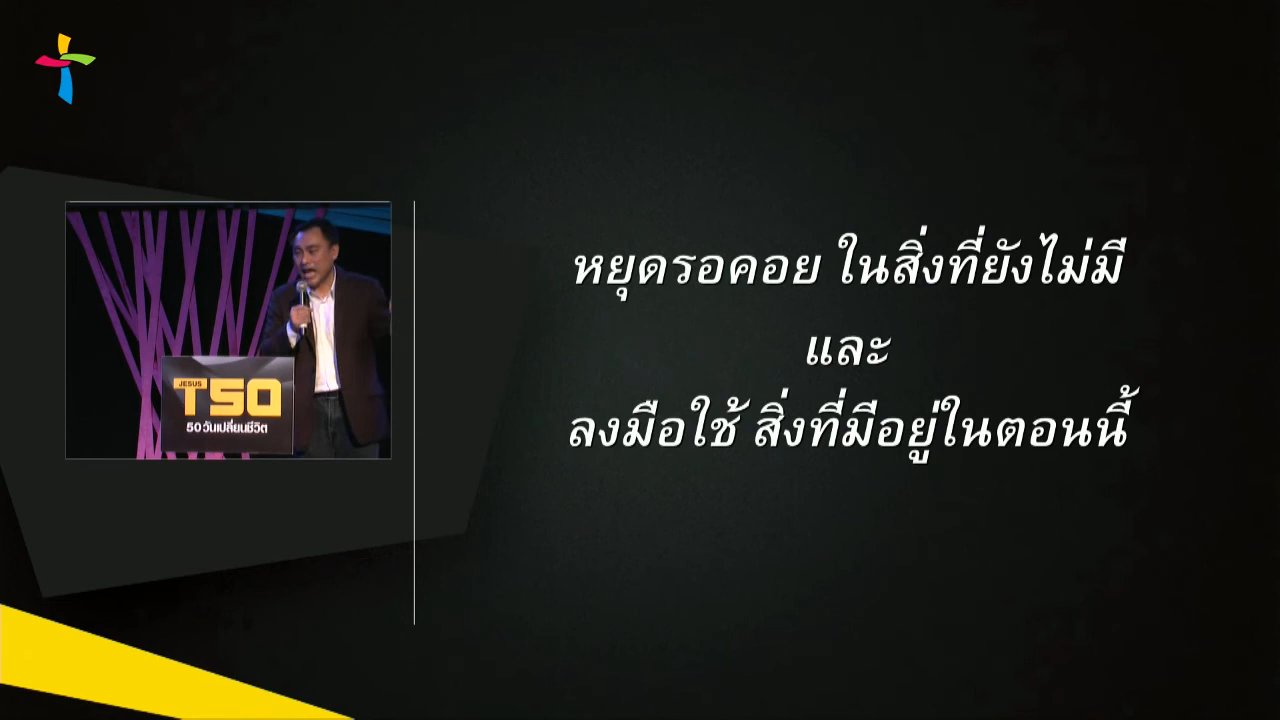 หยุดรอคอย ในสิ่งที่ยังไม่มี
และ
ลงมือใช้ สิ่งที่มีอยู่ในตอนนี้
JESUS
T50
50 วันเปลี่ยนชีวิต